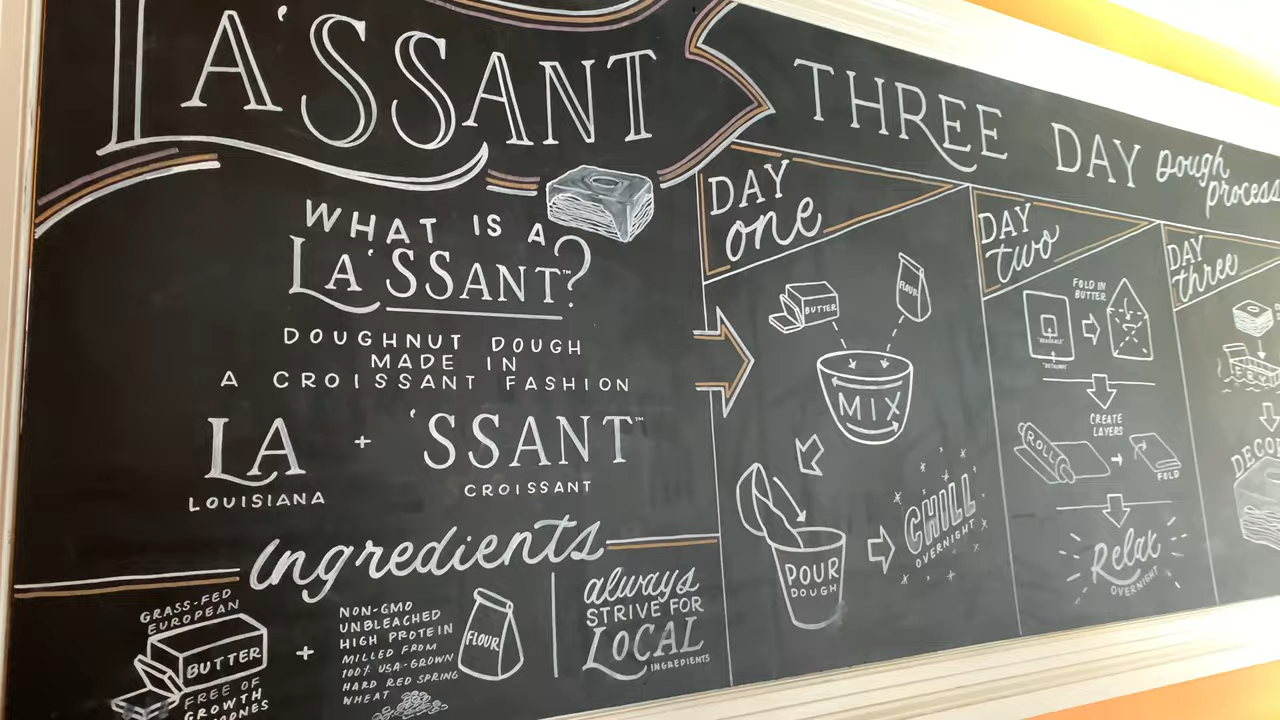 LA'SSANT
WHAT IS A
LA'SSANT™?
DOUGHNUT DOUGH
MADE IN
A CROISSANT FASHION
LA + 'SSANT™
LOUISIANA CROISSANT
Ingredients
GRASS-FED
EUROPEAN
BUTTER
FREE OF
GROWTH
+
NON-GMO
UNBLEACHED
HIGH PROTEIN
MILLED FROM
100% USA-GROWN
HARD RED SPRING
WHEAT
FLOUR
always
STRIVE FOR
LOCAL
INGREDIENTS
THREE DAY Dough
process
DAY
one
BUTTER
FLOUR
MIX
POUR
DOUGH
CHILL
OVERNIGHT
DAY
two
FOLD IN
BUTTER
CREATE
LAYERS
ROLL
FOLD
Relax
OVERNIGHT
DAY
three